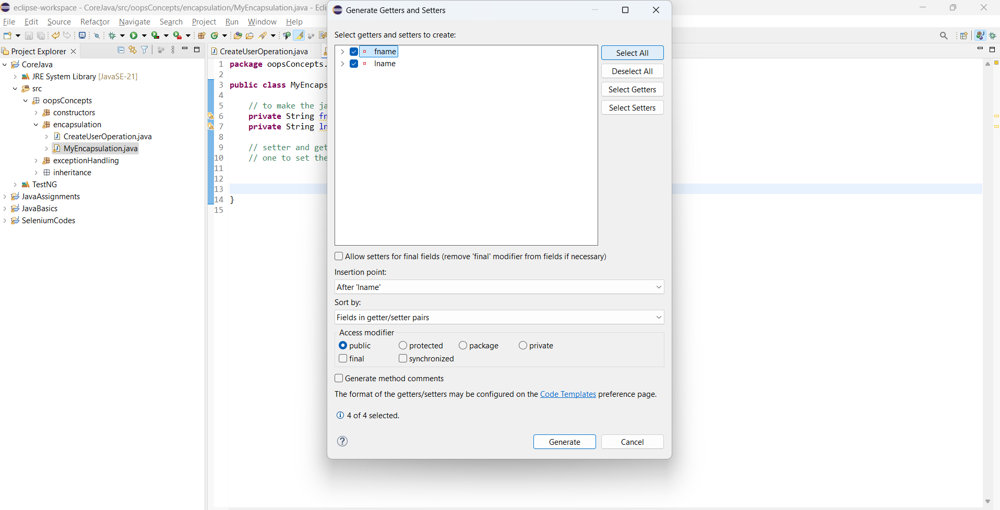 eclipse-workspace - CoreJava/src/oopsConcepts/encapsulation/MyEncapsulation.java - Ecli
File Edit Source Refactor Navigate Search Project Run Window Help
Project Explorer
CoreJava
JRE System Library [JavaSE-21]
src
oopsConcepts
constructors
encapsulation
CreateUserOperation.java
MyEncapsulation.java
exceptionHandling
inheritance
TestNG
JavaAssignments
JavaBasics
SeleniumCodes
CreateUserOperation.java
1 package oopsConcepts.
2
3 public class MyEncaps
4
5 // to make the ja
6 private String fn
7 private String ln
8
9 // setter and get
10 // one to set the
11
12
13
14 }
15
Generate Getters and Setters
Select getters and setters to create:
fname
lname
Select All
Deselect All
Select Getters
Select Setters
Allow setters for final fields (remove 'final' modifier from fields if necessary)
Insertion point:
After 'lname'
Sort by:
Fields in getter/setter pairs
Access modifier
public protected package private
final synchronized
Generate method comments
The format of the getters/setters may be configured on the Code Templates preference page.
4 of 4 selected.
Generate Cancel